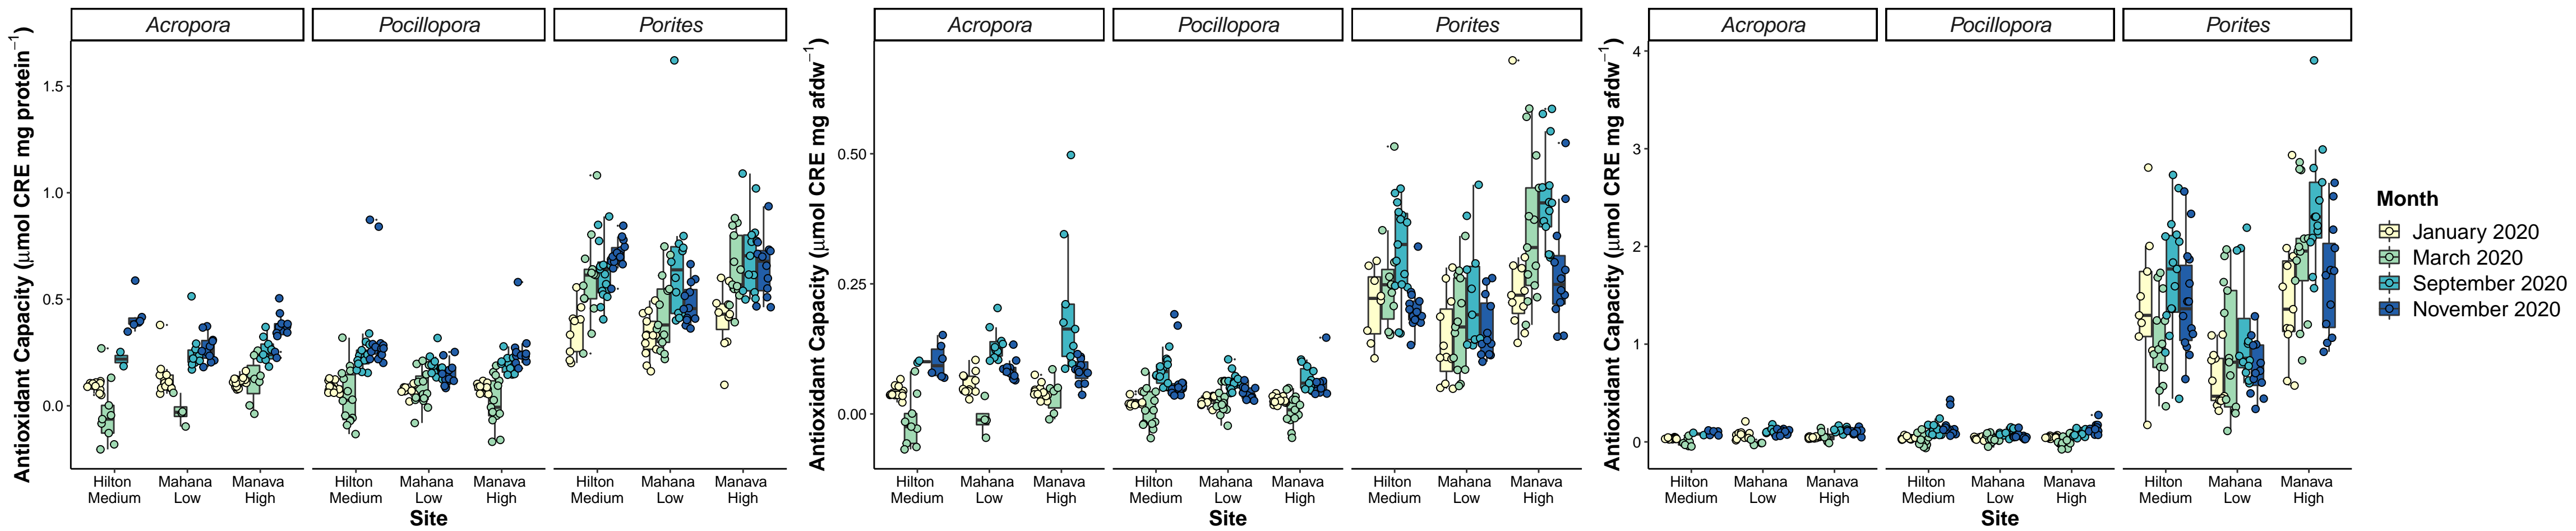 Acropora
Pocillopora
Porites
Antioxidant Capacity (μmol CRE mg protein⁻¹)
1.5
1.0
0.5
0.0
Hilton
Medium
Mahana
Low
Manava
High
Hilton
Medium
Mahana
Low
Manava
High
Hilton
Medium
Mahana
Low
Manava
High
Site
Acropora
Pocillopora
Porites
Antioxidant Capacity (μmol CRE mg afdw⁻¹)
0.50
0.25
0.00
Hilton
Medium
Mahana
Low
Manava
High
Hilton
Medium
Mahana
Low
Manava
High
Hilton
Medium
Mahana
Low
Manava
High
Site
Acropora
Pocillopora
Porites
Antioxidant Capacity (μmol CRE mg afdw⁻¹)
4
3
2
1
0
Hilton
Medium
Mahana
Low
Manava
High
Hilton
Medium
Mahana
Low
Manava
High
Hilton
Medium
Mahana
Low
Manava
High
Site
Month
January 2020
March 2020
September 2020
November 2020